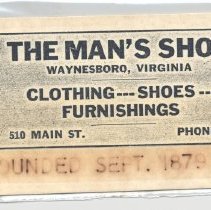 THE MAN'S SHO
WAYNESBORO, VIRGINIA
CLOTHING---SHOES--
FURNISHINGS
510 MAIN ST. PHON
OUNDED SEPT. 1879